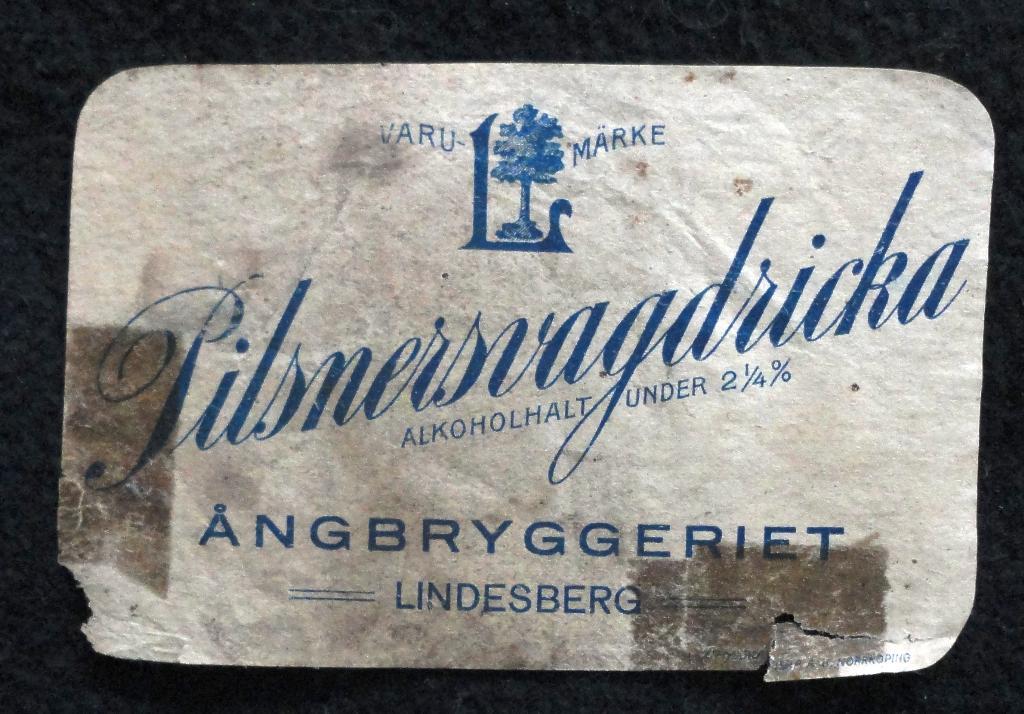 VARU- L MÄRKE
Pilsnersvagdricka
ALKOHOLHALT UNDER 2¼%
ÅNGBRYGGERIET
LINDESBERG
NORRKÖPING